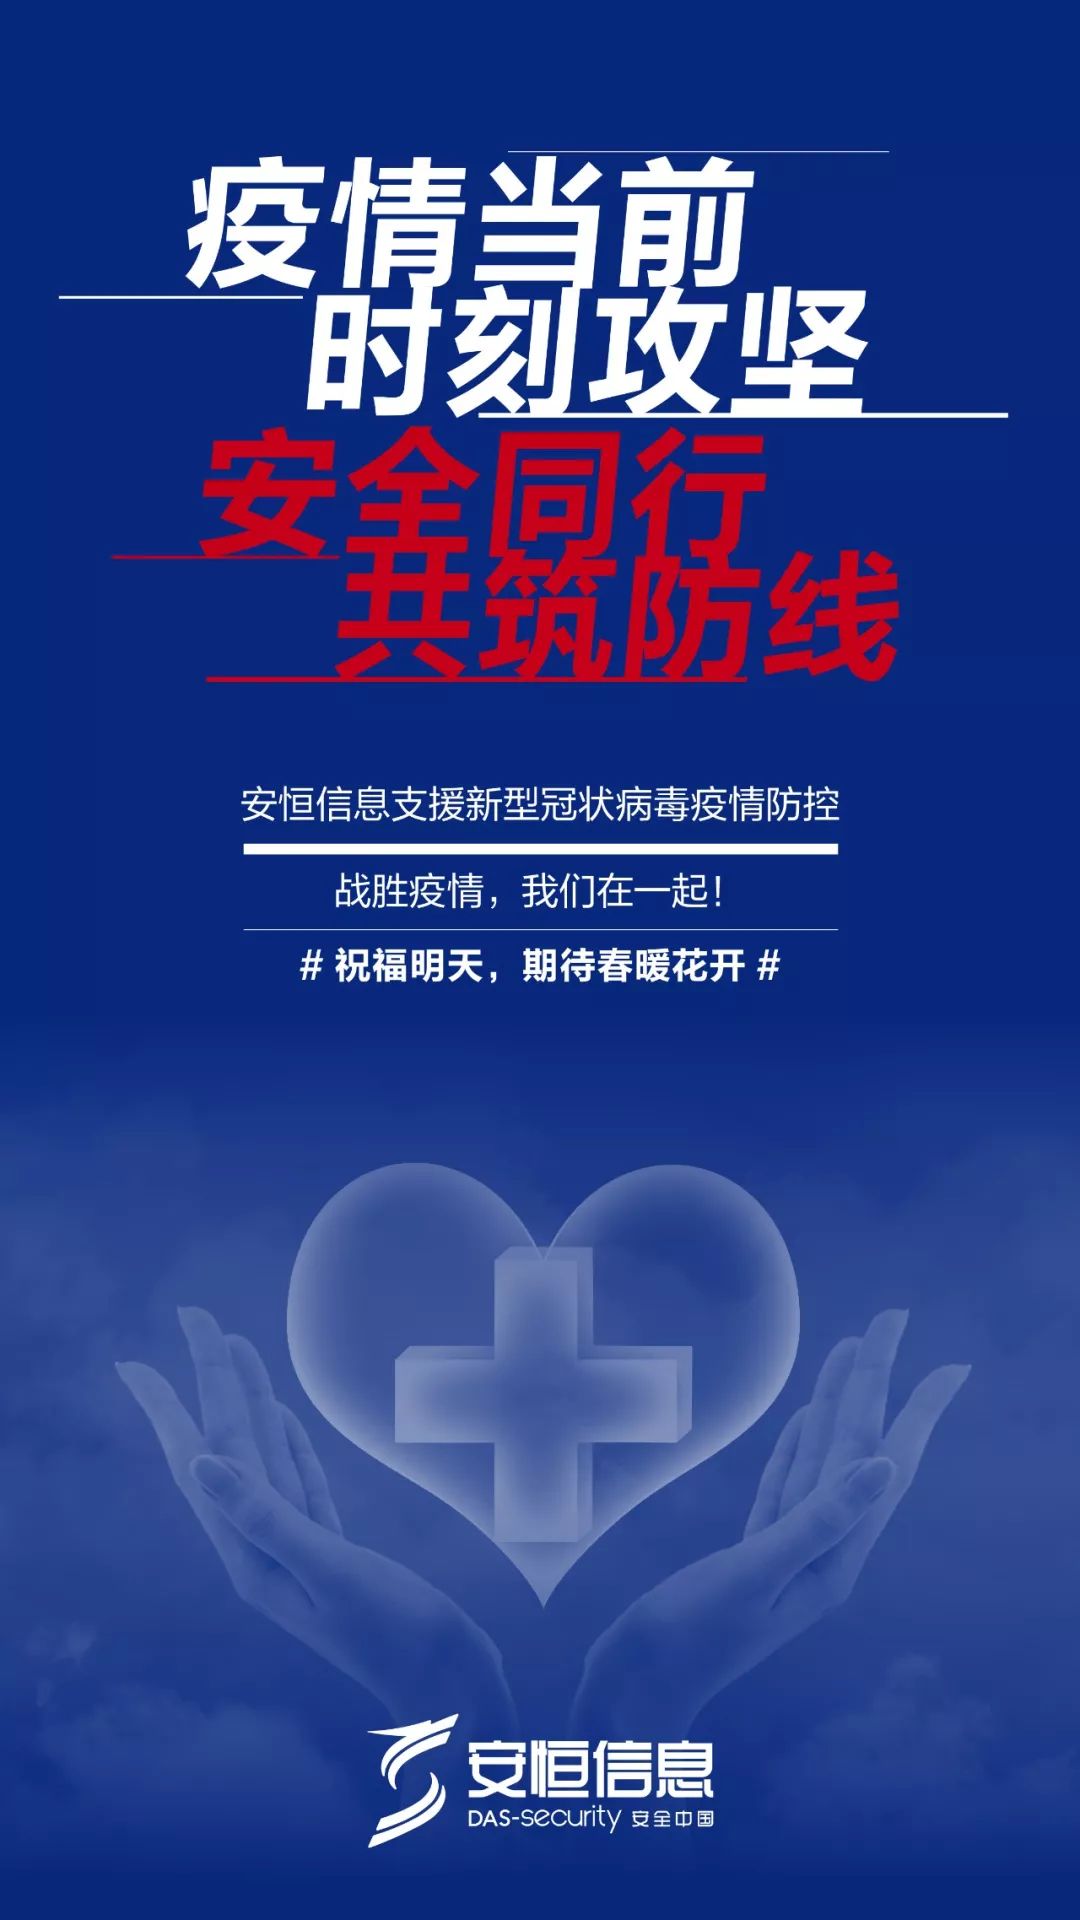 疫情当前
时刻攻坚
安全同行
共筑防线
安恒信息支援新型冠状病毒疫情防控
战胜疫情，我们在一起！
# 祝福明天，期待春暖花开 #
安恒信息
DAS-security 安全中国